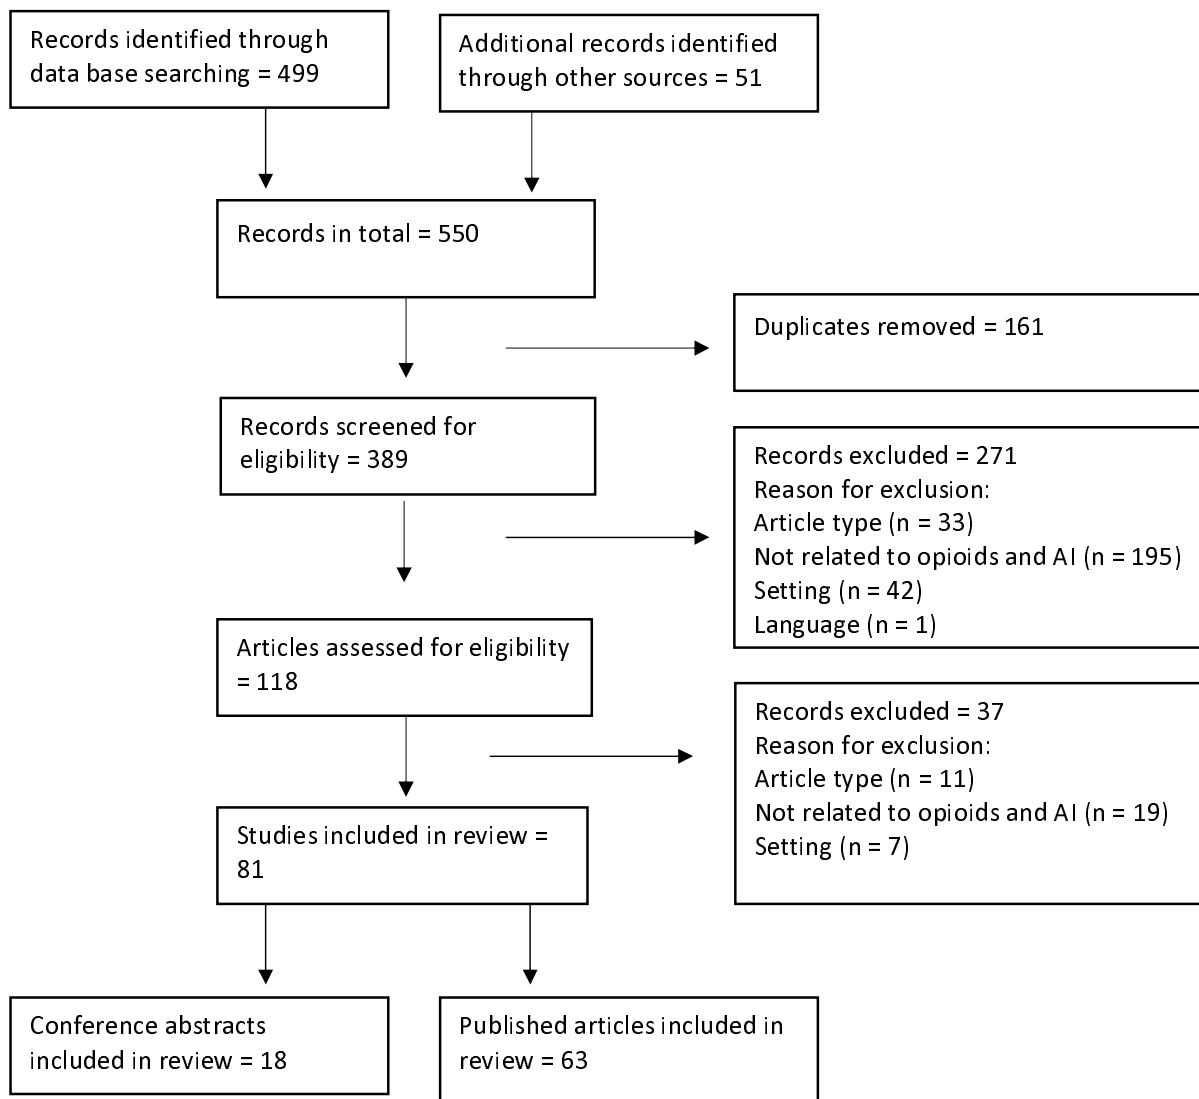 Records identified through
data base searching = 499
Additional records identified
through other sources = 51
Records in total = 550
Duplicates removed = 161
Records screened for
eligibility = 389
Records excluded = 271
Reason for exclusion:
Article type (n = 33)
Not related to opioids and AI (n = 195)
Setting (n = 42)
Language (n = 1)
Articles assessed for eligibility
= 118
Records excluded = 37
Reason for exclusion:
Article type (n = 11)
Not related to opioids and AI (n = 19)
Setting (n = 7)
Studies included in review =
81
Conference abstracts
included in review = 18
Published articles included in
review = 63